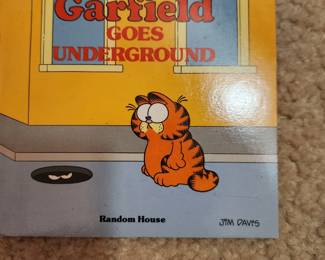 Garfield
GOES
UNDERGROUND
Random House
JIM DAVIS